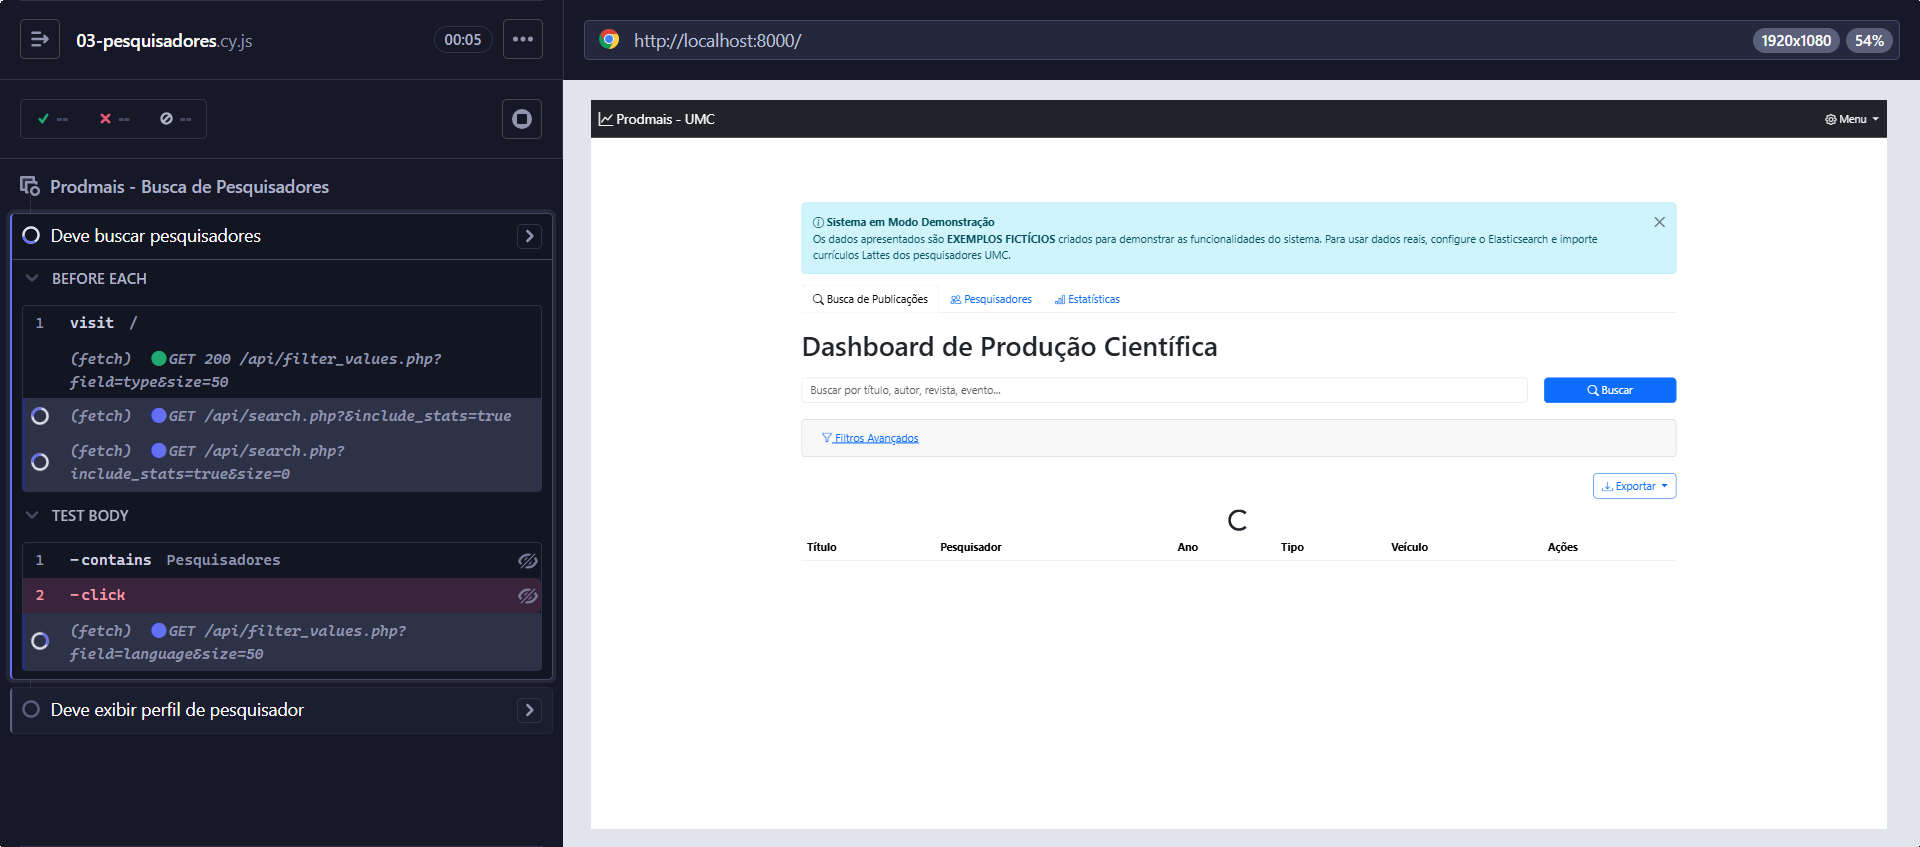 03-pesquisadores.cy.js
00:05
--
--
--
Prodmais - Busca de Pesquisadores
Deve buscar pesquisadores
BEFORE EACH
1 visit /
(fetch) GET 200 /api/filter_values.php?
field=type&size=50
(fetch) GET /api/search.php?&include_stats=true
(fetch) GET /api/search.php?
include_stats=true&size=0
TEST BODY
1 -contains Pesquisadores
2 -click
(fetch) GET /api/filter_values.php?
field=language&size=50
Deve exibir perfil de pesquisador
http://localhost:8000/
1920x1080 54%
Prodmais - UMC
Menu
Sistema em Modo Demonstração
Os dados apresentados são EXEMPLOS FICTÍCIOS criados para demonstrar as funcionalidades do sistema. Para usar dados reais, configure o Elasticsearch e importe
currículos Lattes dos pesquisadores UMC.
Busca de Publicações Pesquisadores Estatísticas
Dashboard de Produção Científica
Buscar por título, autor, revista, evento...
Buscar
Filtros Avançados
Exportar
Título Pesquisador Ano Tipo Veículo Ações